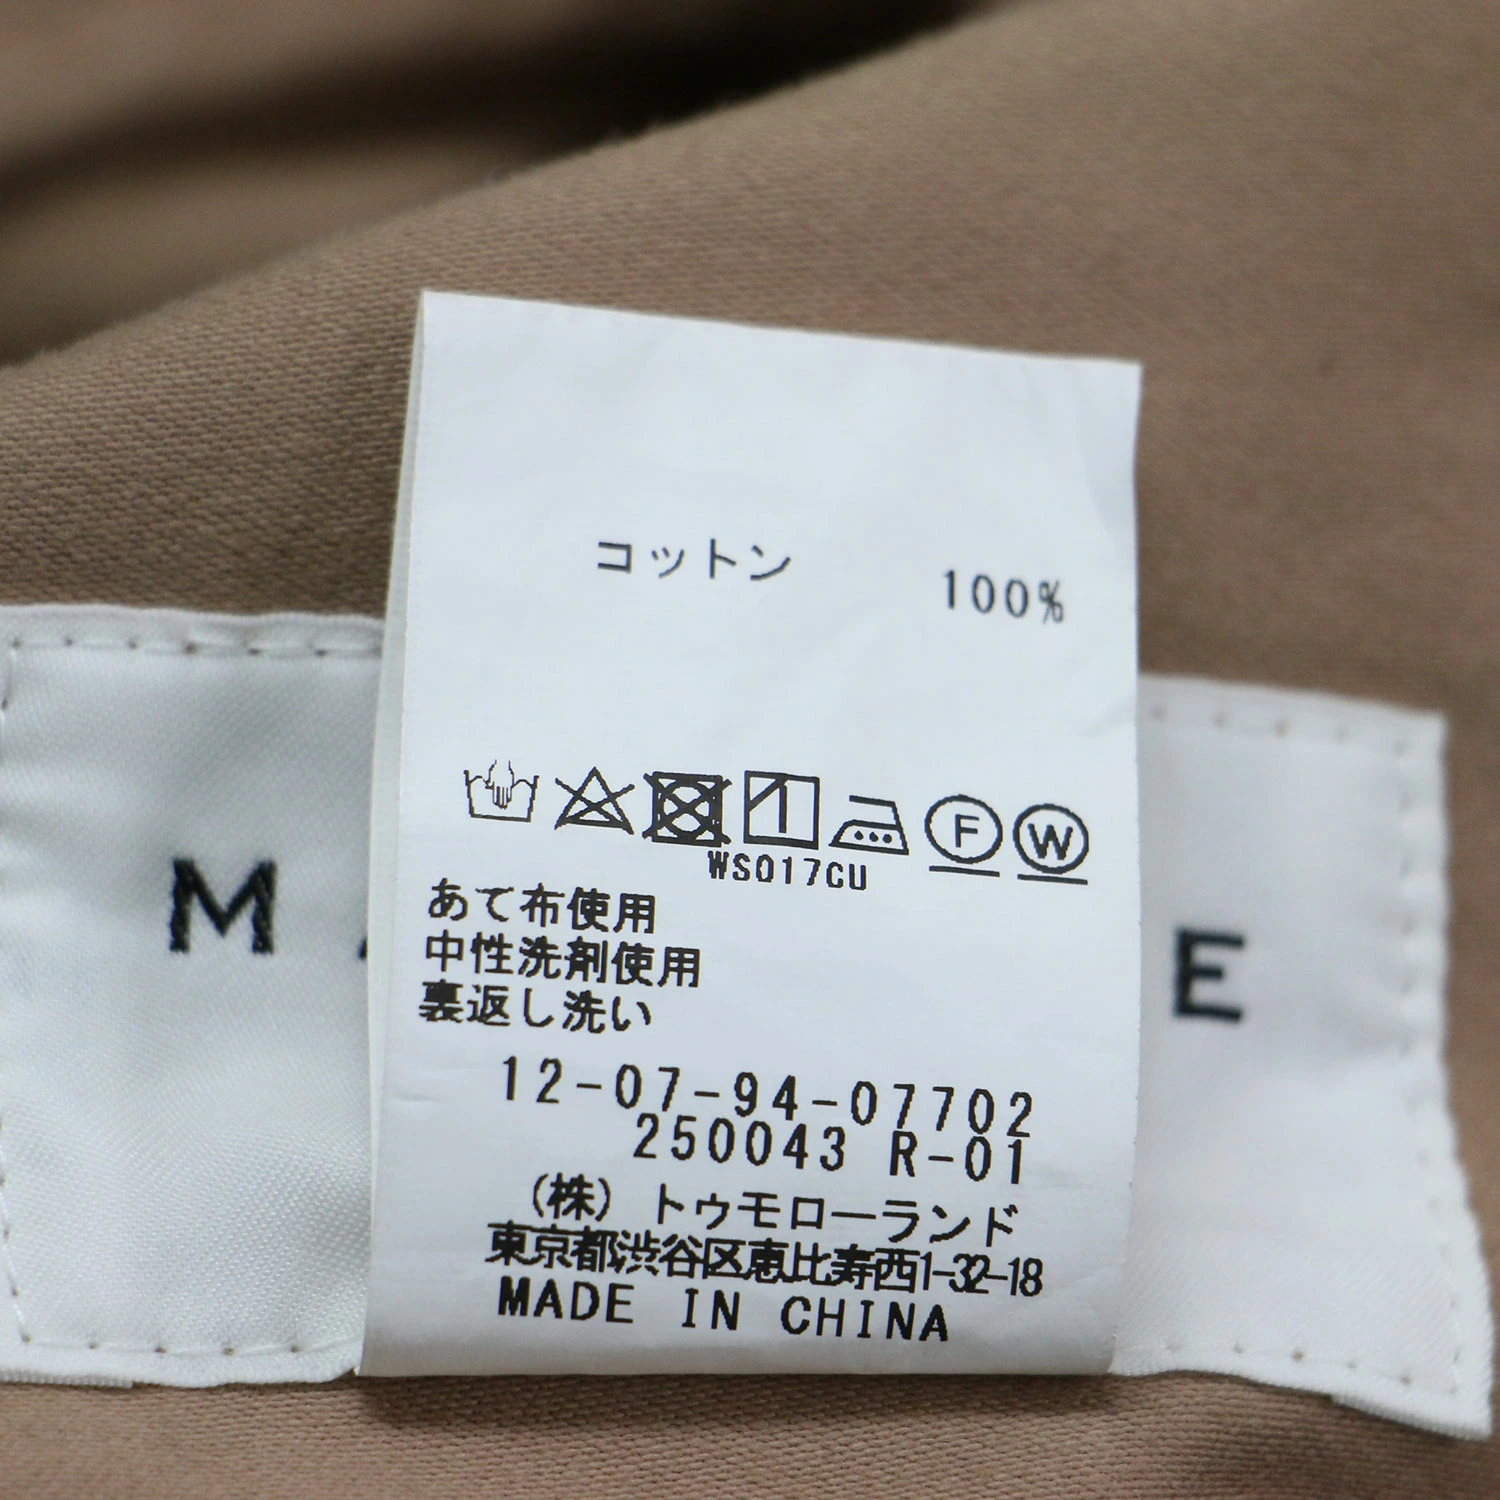 コットン 100%
F W
WS017CU
あて布使用
中性洗剤使用
裏返し洗い
12-07-94-07702
250043 R-01
(株) トゥモローランド
東京都渋谷区恵比寿西1-32-18
MADE IN CHINA
M E